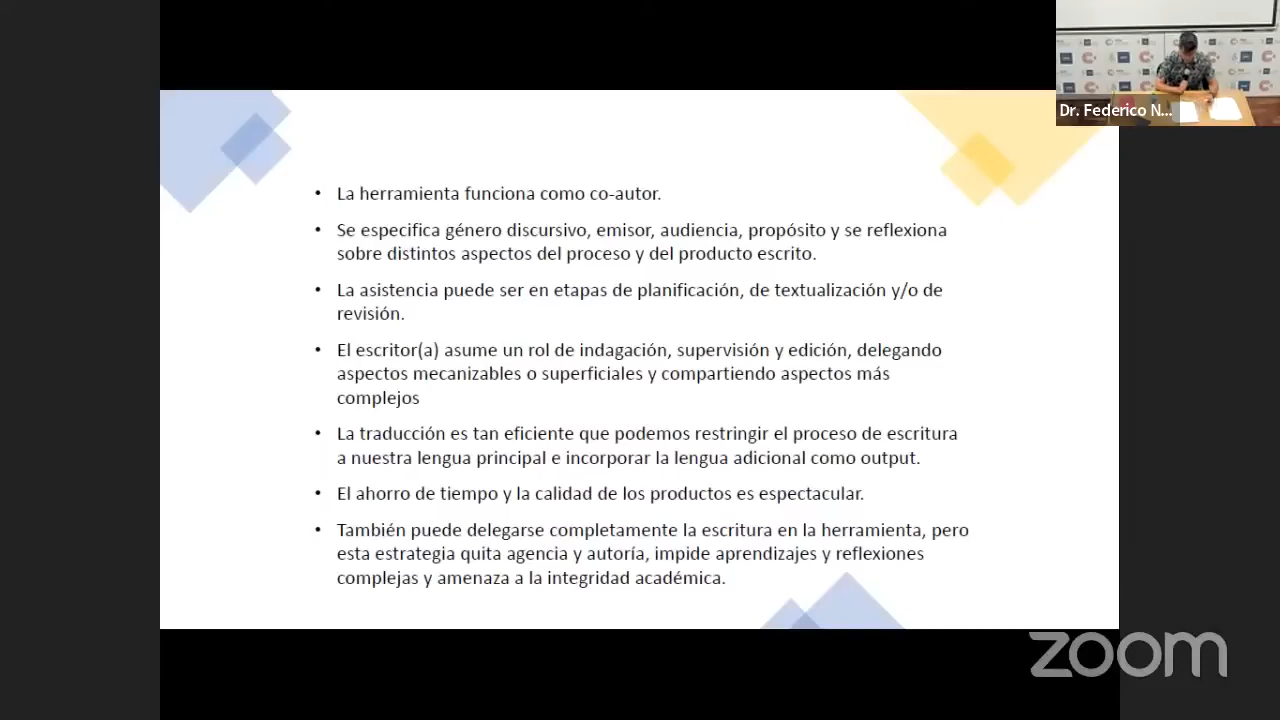 Dr. Federico N...
• La herramienta funciona como co-autor.
• Se especifica género discursivo, emisor, audiencia, propósito y se reflexiona
sobre distintos aspectos del proceso y del producto escrito.
• La asistencia puede ser en etapas de planificación, de textualización y/o de
revisión.
• El escritor(a) asume un rol de indagación, supervisión y edición, delegando
aspectos mecanizables o superficiales y compartiendo aspectos más
complejos
• La traducción es tan eficiente que podemos restringir el proceso de escritura
a nuestra lengua principal e incorporar la lengua adicional como output.
• El ahorro de tiempo y la calidad de los productos es espectacular.
• También puede delegarse completamente la escritura en la herramienta, pero
esta estrategia quita agencia y autoría, impide aprendizajes y reflexiones
complejas y amenaza a la integridad académica.
zoom